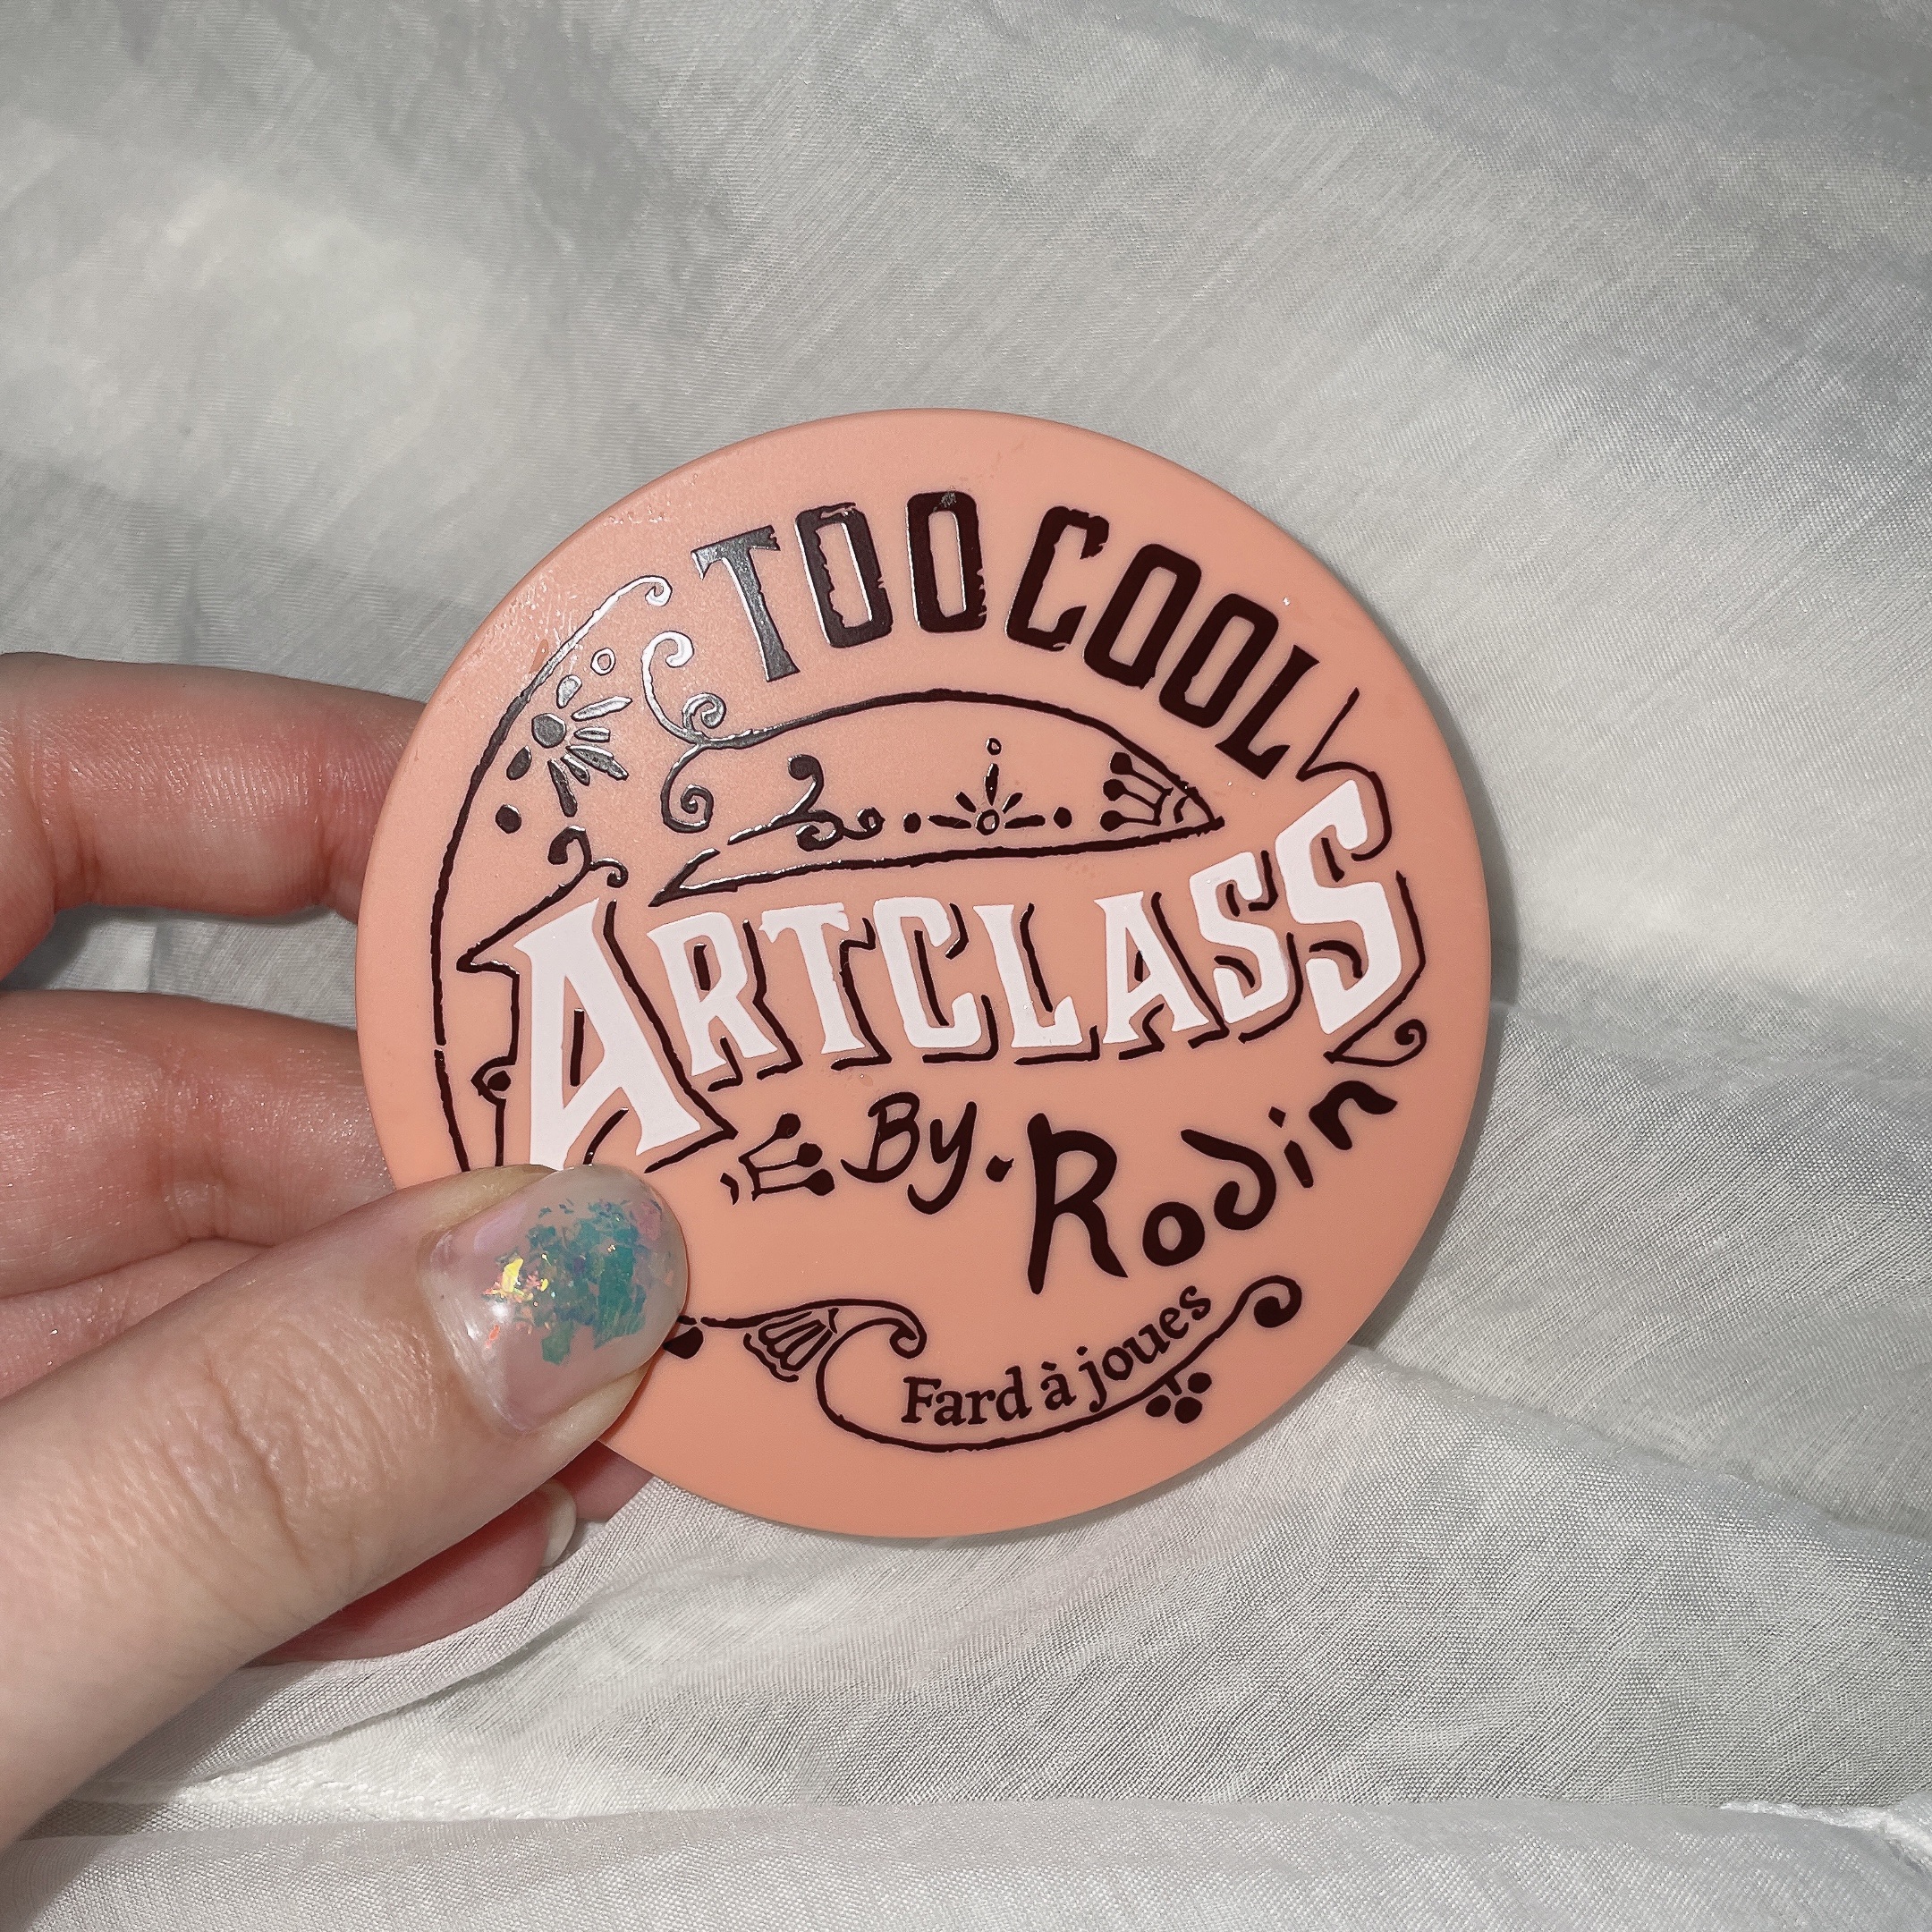 TOO COOL
ARTCLASS
By. Rodin
Fard à joues